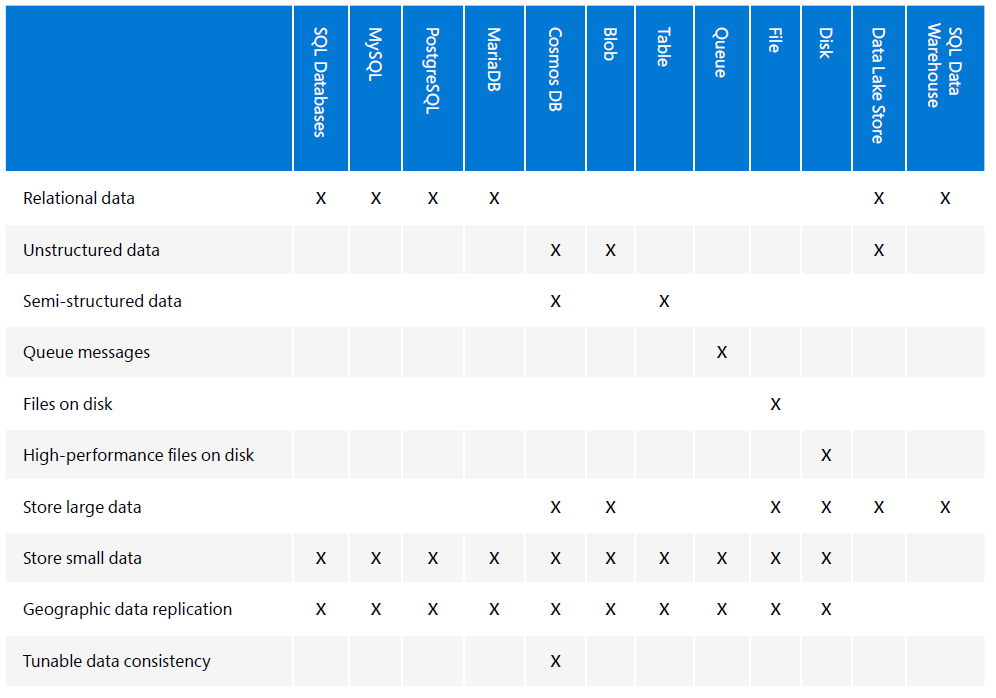 SQL Databases
MySQL
PostgreSQL
MariaDB
Cosmos DB
Blob
Table
Queue
File
Disk
Data Lake Store
SQL Data
Warehouse
Relational data X X X X X X
Unstructured data X X X
Semi-structured data X X
Queue messages X
Files on disk X
High-performance files on disk X
Store large data X X X X X X
Store small data X X X X X X X X X X
Geographic data replication X X X X X X X X X X
Tunable data consistency X